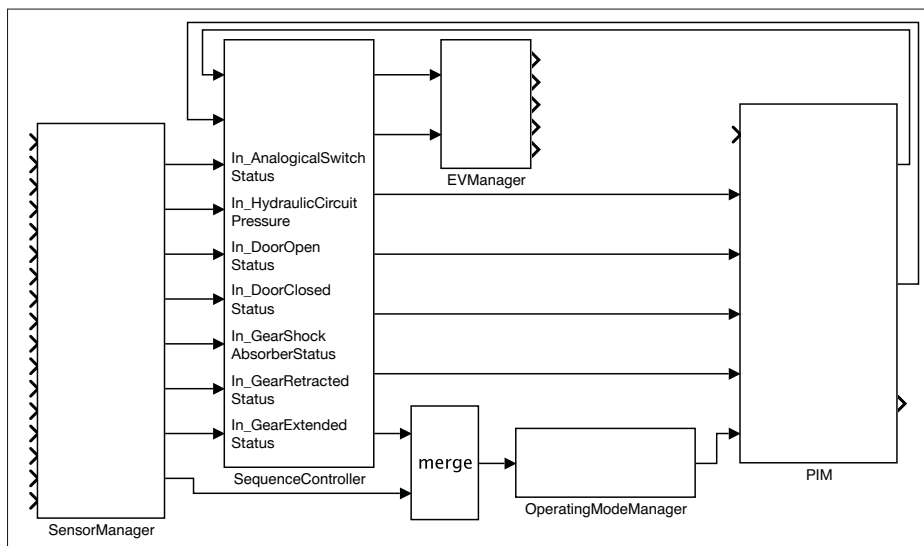 In_AnalogicalSwitch
Status
In_HydraulicCircuit
Pressure
In_DoorOpen
Status
In_DoorClosed
Status
In_GearShock
AbsorberStatus
In_GearRetracted
Status
In_GearExtended
Status
EVManager
merge
SequenceController
PIM
OperatingModeManager
SensorManager